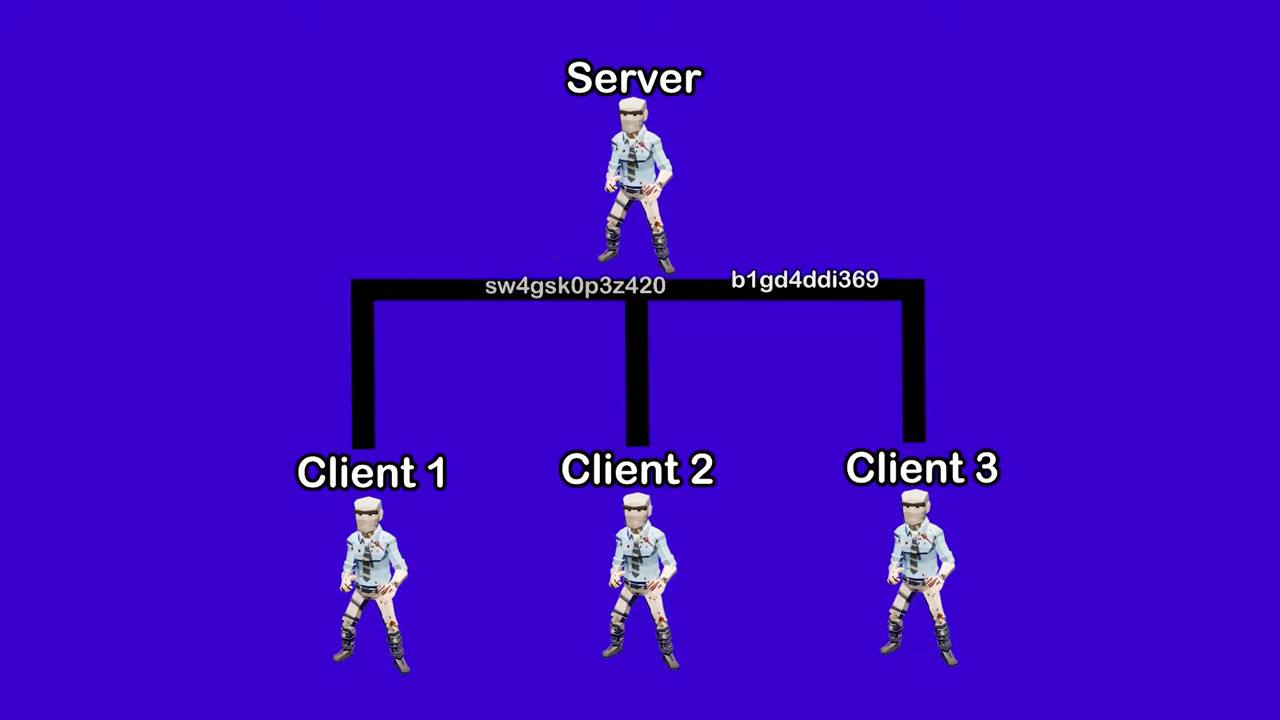 Server
sw4gsk0p3z420
b1gd4ddi369
Client 1
Client 2
Client 3